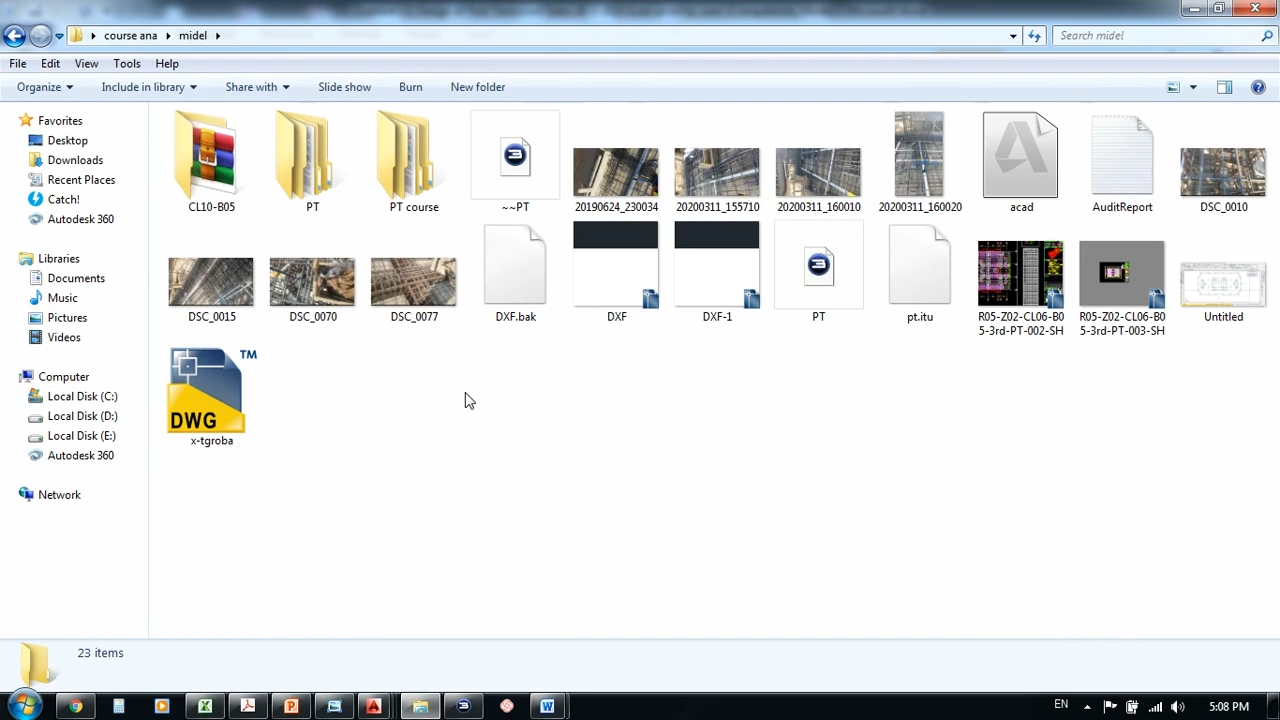 course ana
midel
Search midel
File Edit View Tools Help
Organize Include in library Share with Slide show Burn New folder
Favorites
Desktop
Downloads
Recent Places
Catch!
Autodesk 360
Libraries
Documents
Music
Pictures
Videos
Computer
Local Disk (C:)
Local Disk (D:)
Local Disk (E:)
Autodesk 360
Network
CL10-B05
PT
PT course
~~PT
20190624_230034
20200311_155710
20200311_160010
20200311_160020
acad
AuditReport
DSC_0010
DSC_0015
DSC_0070
DSC_0077
DXF.bak
DXF
DXF-1
PT
pt.itu
R05-Z02-CL06-B0
5-3rd-PT-002-SH
R05-Z02-CL06-B0
5-3rd-PT-003-SH
Untitled
TM
DWG
x-tgroba
23 items
EN
5:08 PM